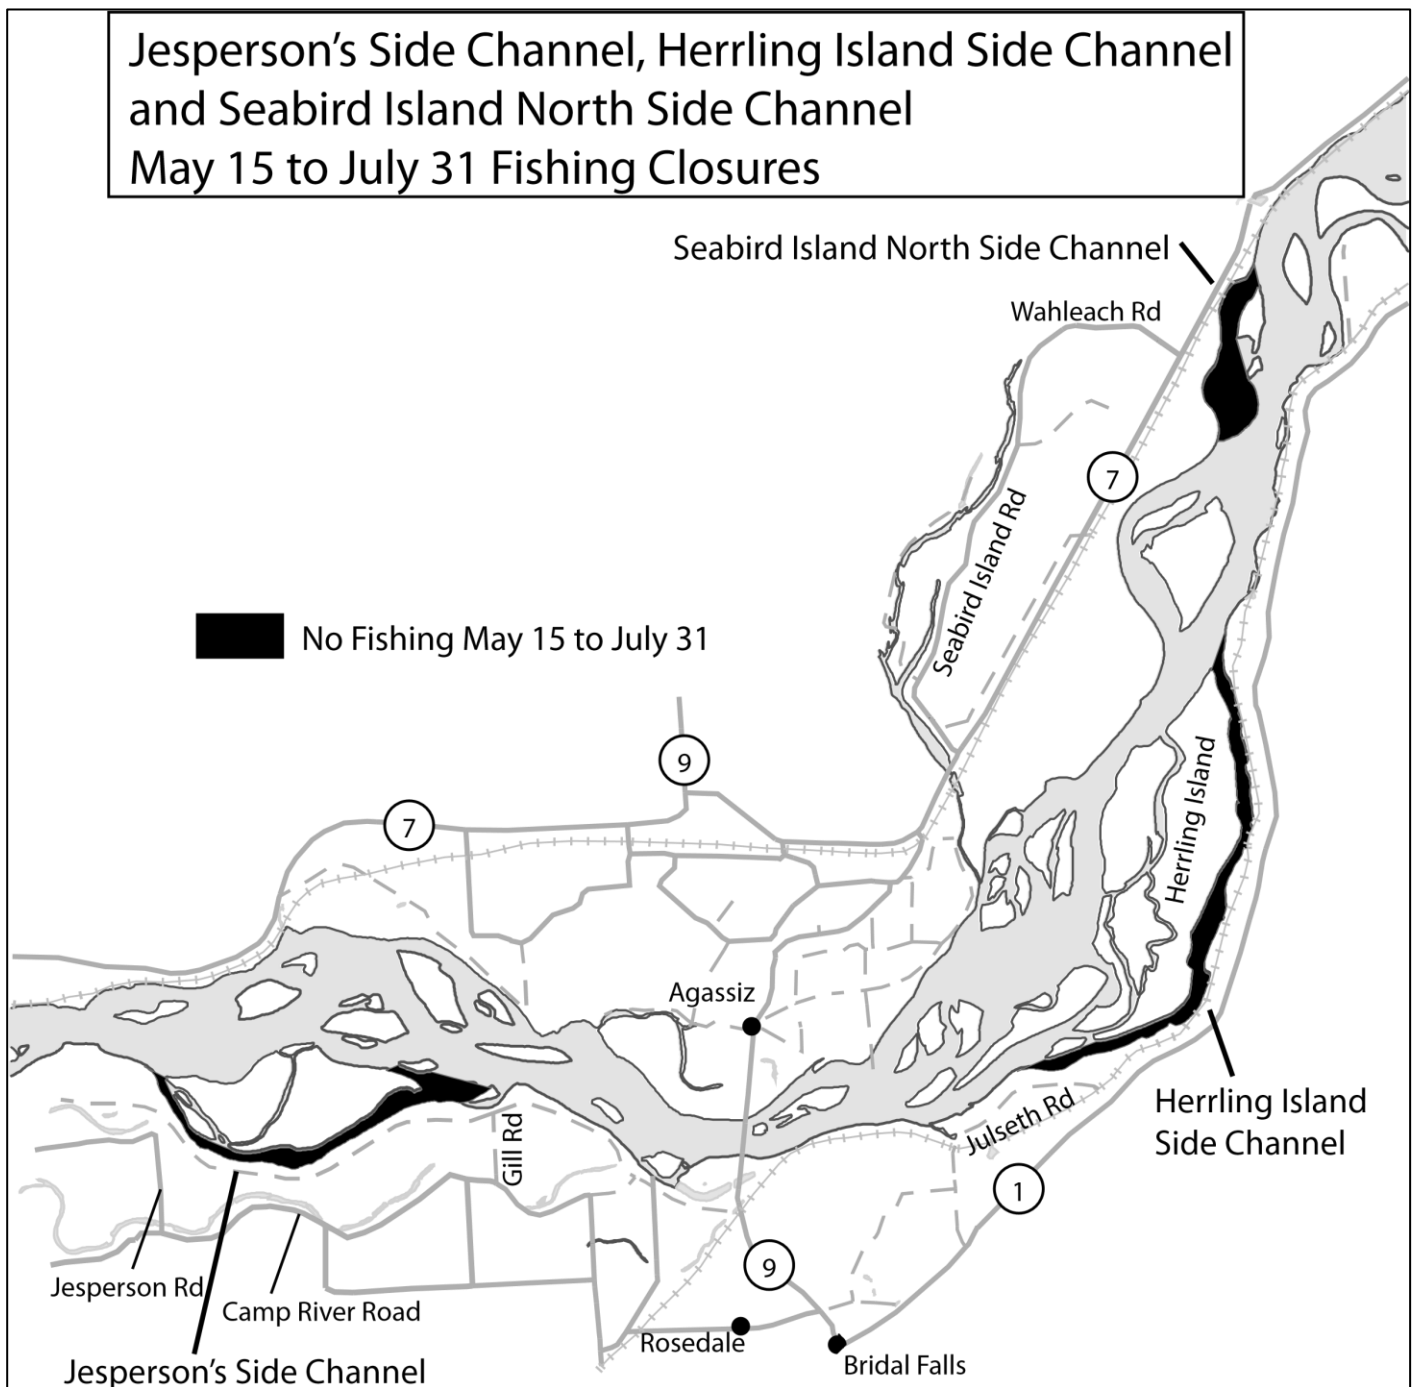 Jesperson's Side Channel, Herrling Island Side Channel
and Seabird Island North Side Channel
May 15 to July 31 Fishing Closures
Seabird Island North Side Channel
Wahleach Rd
7
Seabird Island Rd
No Fishing May 15 to July 31
9
7
Herrling Island
Agassiz
Herrling Island
Side Channel
Julseth Rd
Gill Rd
1
9
Jesperson Rd
Camp River Road
Rosedale
Bridal Falls
Jesperson's Side Channel